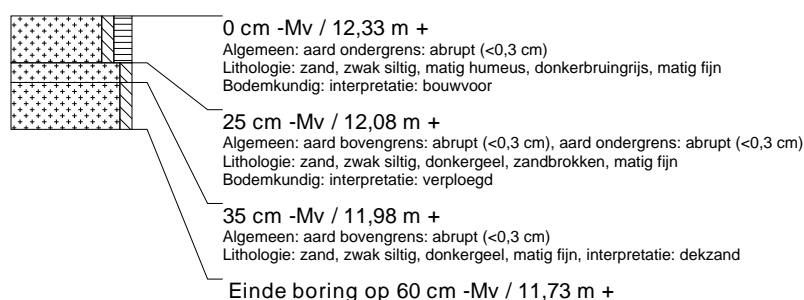 0 cm -Mv / 12,33 m +
Algemeen: aard ondergrens: abrupt (<0,3 cm)
Lithologie: zand, zwak siltig, matig humeus, donkerbruingrijs, matig fijn
Bodemkundig: interpretatie: bouwvoor
25 cm -Mv / 12,08 m +
Algemeen: aard bovengrens: abrupt (<0,3 cm), aard ondergrens: abrupt (<0,3 cm)
Lithologie: zand, zwak siltig, donkergeel, zandbrokken, matig fijn
Bodemkundig: interpretatie: verploegd
35 cm -Mv / 11,98 m +
Algemeen: aard bovengrens: abrupt (<0,3 cm)
Lithologie: zand, zwak siltig, donkergeel, matig fijn, interpretatie: dekzand
Einde boring op 60 cm -Mv / 11,73 m +